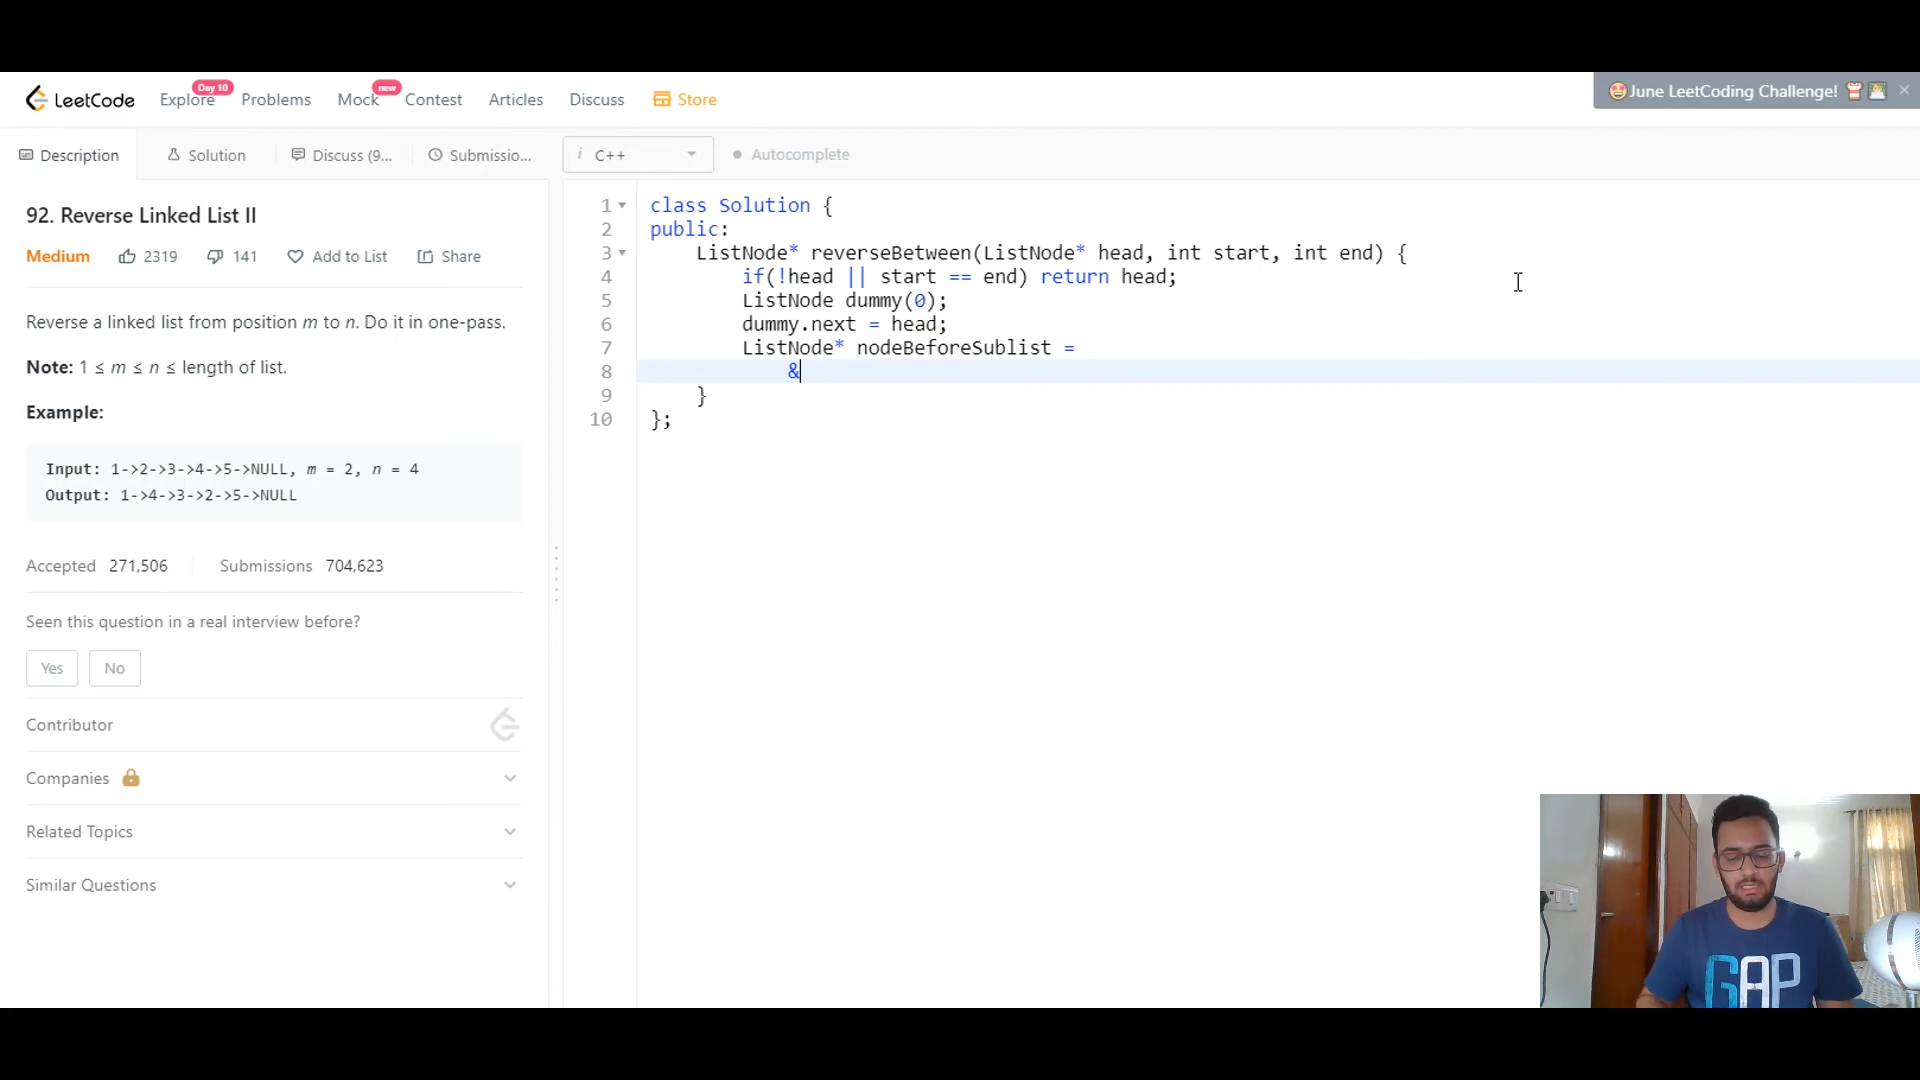 LeetCode Explore Day 10 Problems Mock new Contest Articles Discuss Store
🤩June LeetCoding Challenge! ×
Description Solution Discuss (9... Submissio... i C++ Autocomplete
92. Reverse Linked List II
Medium 2319 141 Add to List Share
Reverse a linked list from position m to n. Do it in one-pass.
Note: 1 ≤ m ≤ n ≤ length of list.
Example:
Input: 1->2->3->4->5->NULL, m = 2, n = 4
Output: 1->4->3->2->5->NULL
Accepted 271,506 Submissions 704,623
Seen this question in a real interview before?
Yes No
Contributor
Companies
Related Topics
Similar Questions
1 class Solution {
2 public:
3 ListNode* reverseBetween(ListNode* head, int start, int end) {
4 if(!head || start == end) return head;
5 ListNode dummy(0);
6 dummy.next = head;
7 ListNode* nodeBeforeSublist =
8 &
9 }
10 };
GAP